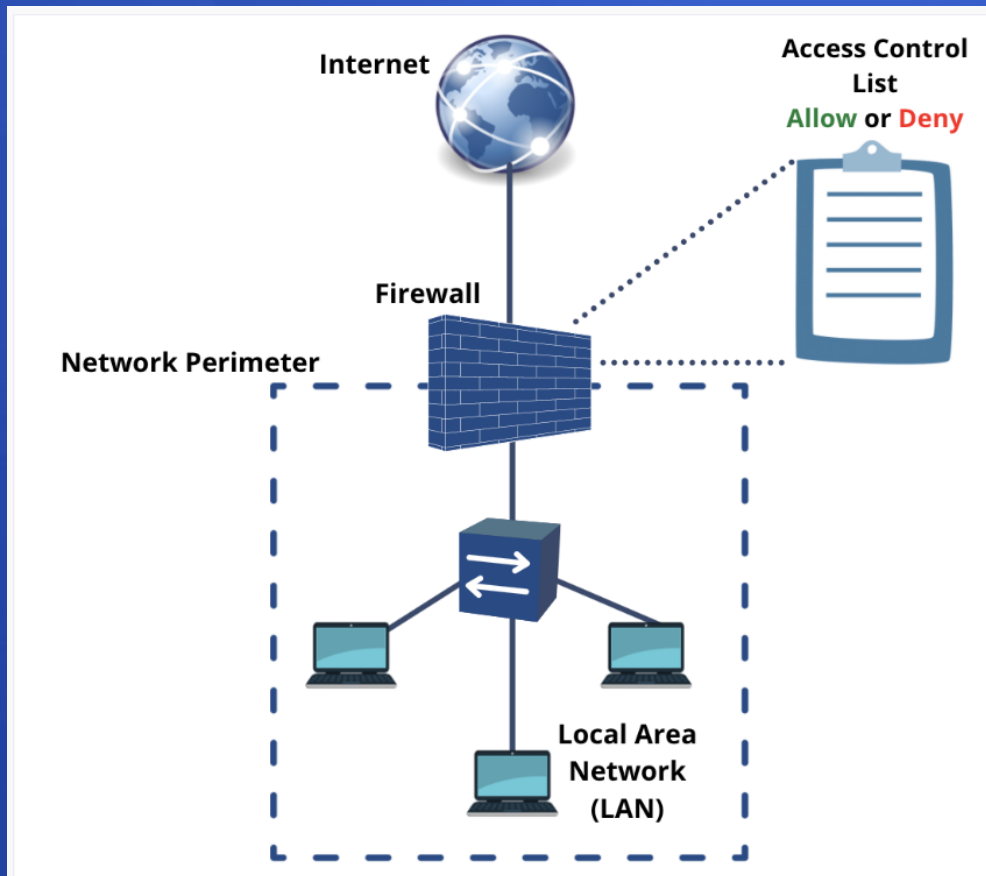 Internet
Access Control
List
Allow or Deny
Firewall
Network Perimeter
Local Area
Network
(LAN)